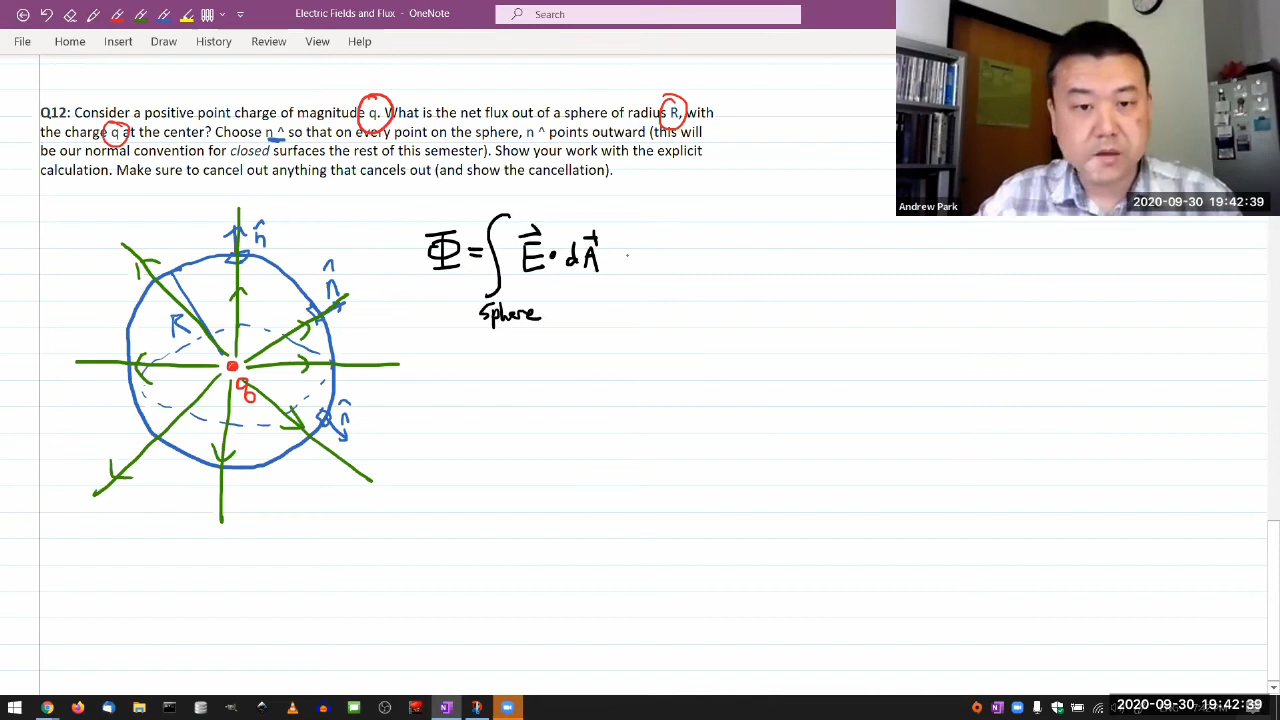 Electric Fields and Flux - OneNote
Search
File Home Insert Draw History Review View Help
Q12: Consider a positive point charge of magnitude q. What is the net flux out of a sphere of radius R, with
the charge q at the center? Choose n ^ so that on every point on the sphere, n ^ points outward (this will
be our normal convention for closed surfaces the rest of this semester). Show your work with the explicit
calculation. Make sure to cancel out anything that cancels out (and show the cancellation).
n̂
n̂
R
q
n̂
Φ = ∫ E⃗ • dA⃗
Sphere
Andrew Park
2020-09-30 19:42:39
2020-09-30 19:42:39